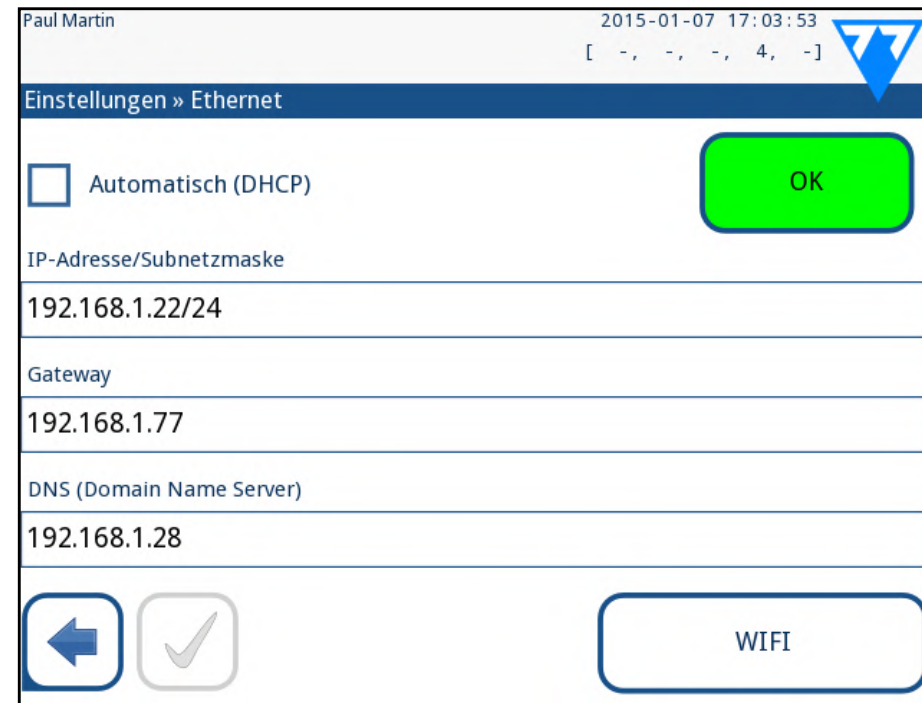 Paul Martin
2015-01-07 17:03:53
[ -, -, -, 4, -]
Einstellungen » Ethernet
Automatisch (DHCP)
OK
IP-Adresse/Subnetzmaske
192.168.1.22/24
Gateway
192.168.1.77
DNS (Domain Name Server)
192.168.1.28
WIFI